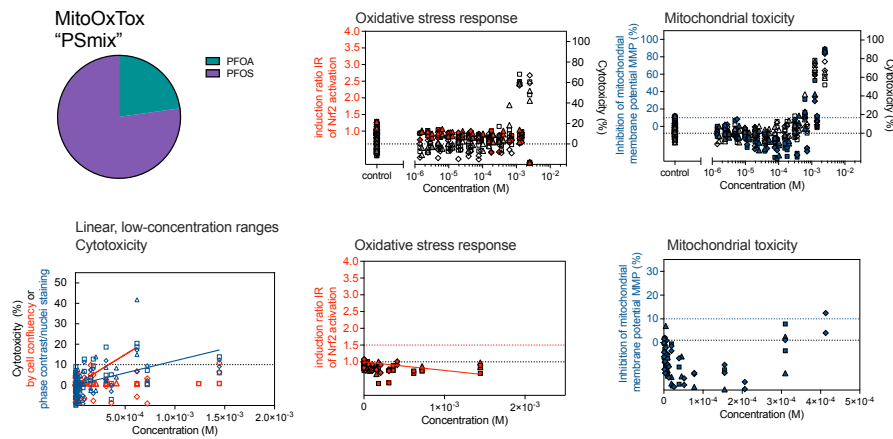 MitoOxTox
“PSmix”
PFOA
PFOS
Oxidative stress response
induction ratio IR
of Nrf2 activation
4.0
3.5
3.0
2.5
2.0
1.5
1.0
100
80
60
40
20
0
Cytotoxicity
(%)
control
10⁻⁶ 10⁻⁵ 10⁻⁴ 10⁻³ 10⁻²
Concentration (M)
Mitochondrial toxicity
Inhibition of mitochondrial
membrane potential MMP (%)
100
80
60
40
20
0
100
80
60
40
20
0
Cytotoxicity
(%)
control
10⁻⁶ 10⁻⁵ 10⁻⁴ 10⁻³ 10⁻²
Concentration (M)
Linear, low-concentration ranges
Cytotoxicity
Cytotoxicity (%) or
by cell confluency or
phase contrast/nuclei staining
50
40
30
20
10
0
5.0×10⁻⁴ 1.0×10⁻³ 1.5×10⁻³ 2.0×10⁻³
Concentration (M)
Oxidative stress response
induction ratio IR
of Nrf2 activation
4.0
3.5
3.0
2.5
2.0
1.5
1.0
0 1×10⁻³ 2×10⁻³
Concentration (M)
Mitochondrial toxicity
Inhibition of mitochondrial
membrane potential MMP (%)
30
20
10
0
0 1×10⁻⁴ 2×10⁻⁴ 3×10⁻⁴ 4×10⁻⁴ 5×10⁻⁴
Concentration (M)